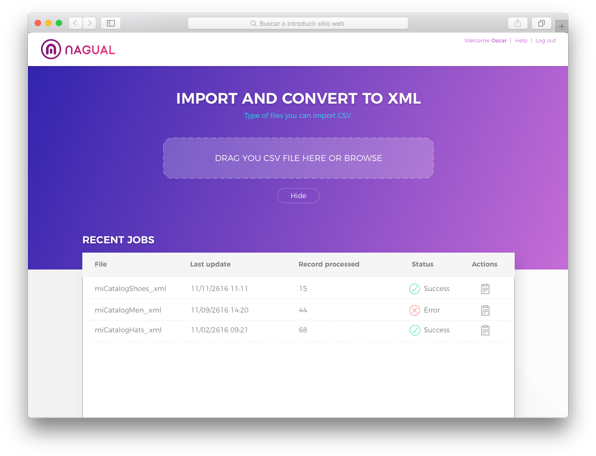 Buscar o introducir sitio web
Welcome Oscar | Help | Log out
NAGUAL
IMPORT AND CONVERT TO XML
Type of files you can import CSV
DRAG YOU CSV FILE HERE OR BROWSE
Hide
RECENT JOBS
File Last update Record processed Status Actions
miCatalogShoes_xml 11/11/2616 11:11 15 Success
miCatalogMen_xml 11/09/2616 14:20 44 Error
miCatalogHats_xml 11/02/2616 09:21 68 Success